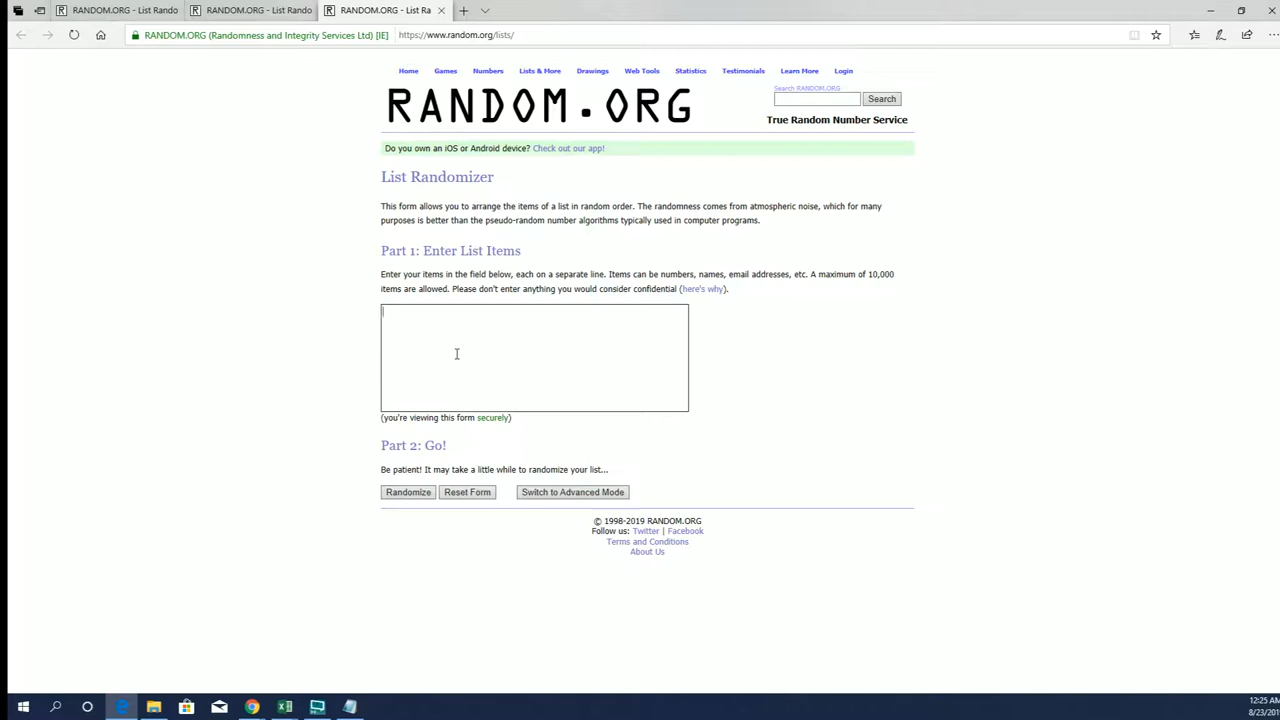 RANDOM.ORG - List Rando
RANDOM.ORG - List Rando
RANDOM.ORG - List Ra
RANDOM.ORG (Randomness and Integrity Services Ltd) [IE]
https://www.random.org/lists/
Home Games Numbers Lists & More Drawings Web Tools Statistics Testimonials Learn More Login
RANDOM.ORG
Search RANDOM.ORG
Search
True Random Number Service
Do you own an iOS or Android device? Check out our app!
List Randomizer
This form allows you to arrange the items of a list in random order. The randomness comes from atmospheric noise, which for many
purposes is better than the pseudo-random number algorithms typically used in computer programs.
Part 1: Enter List Items
Enter your items in the field below, each on a separate line. Items can be numbers, names, email addresses, etc. A maximum of 10,000
items are allowed. Please don't enter anything you would consider confidential (here's why).
(you're viewing this form securely)
Part 2: Go!
Be patient! It may take a little while to randomize your list...
Randomize Reset Form Switch to Advanced Mode
© 1998-2019 RANDOM.ORG
Follow us: Twitter | Facebook
Terms and Conditions
About Us
12:25 AM
8/23/201